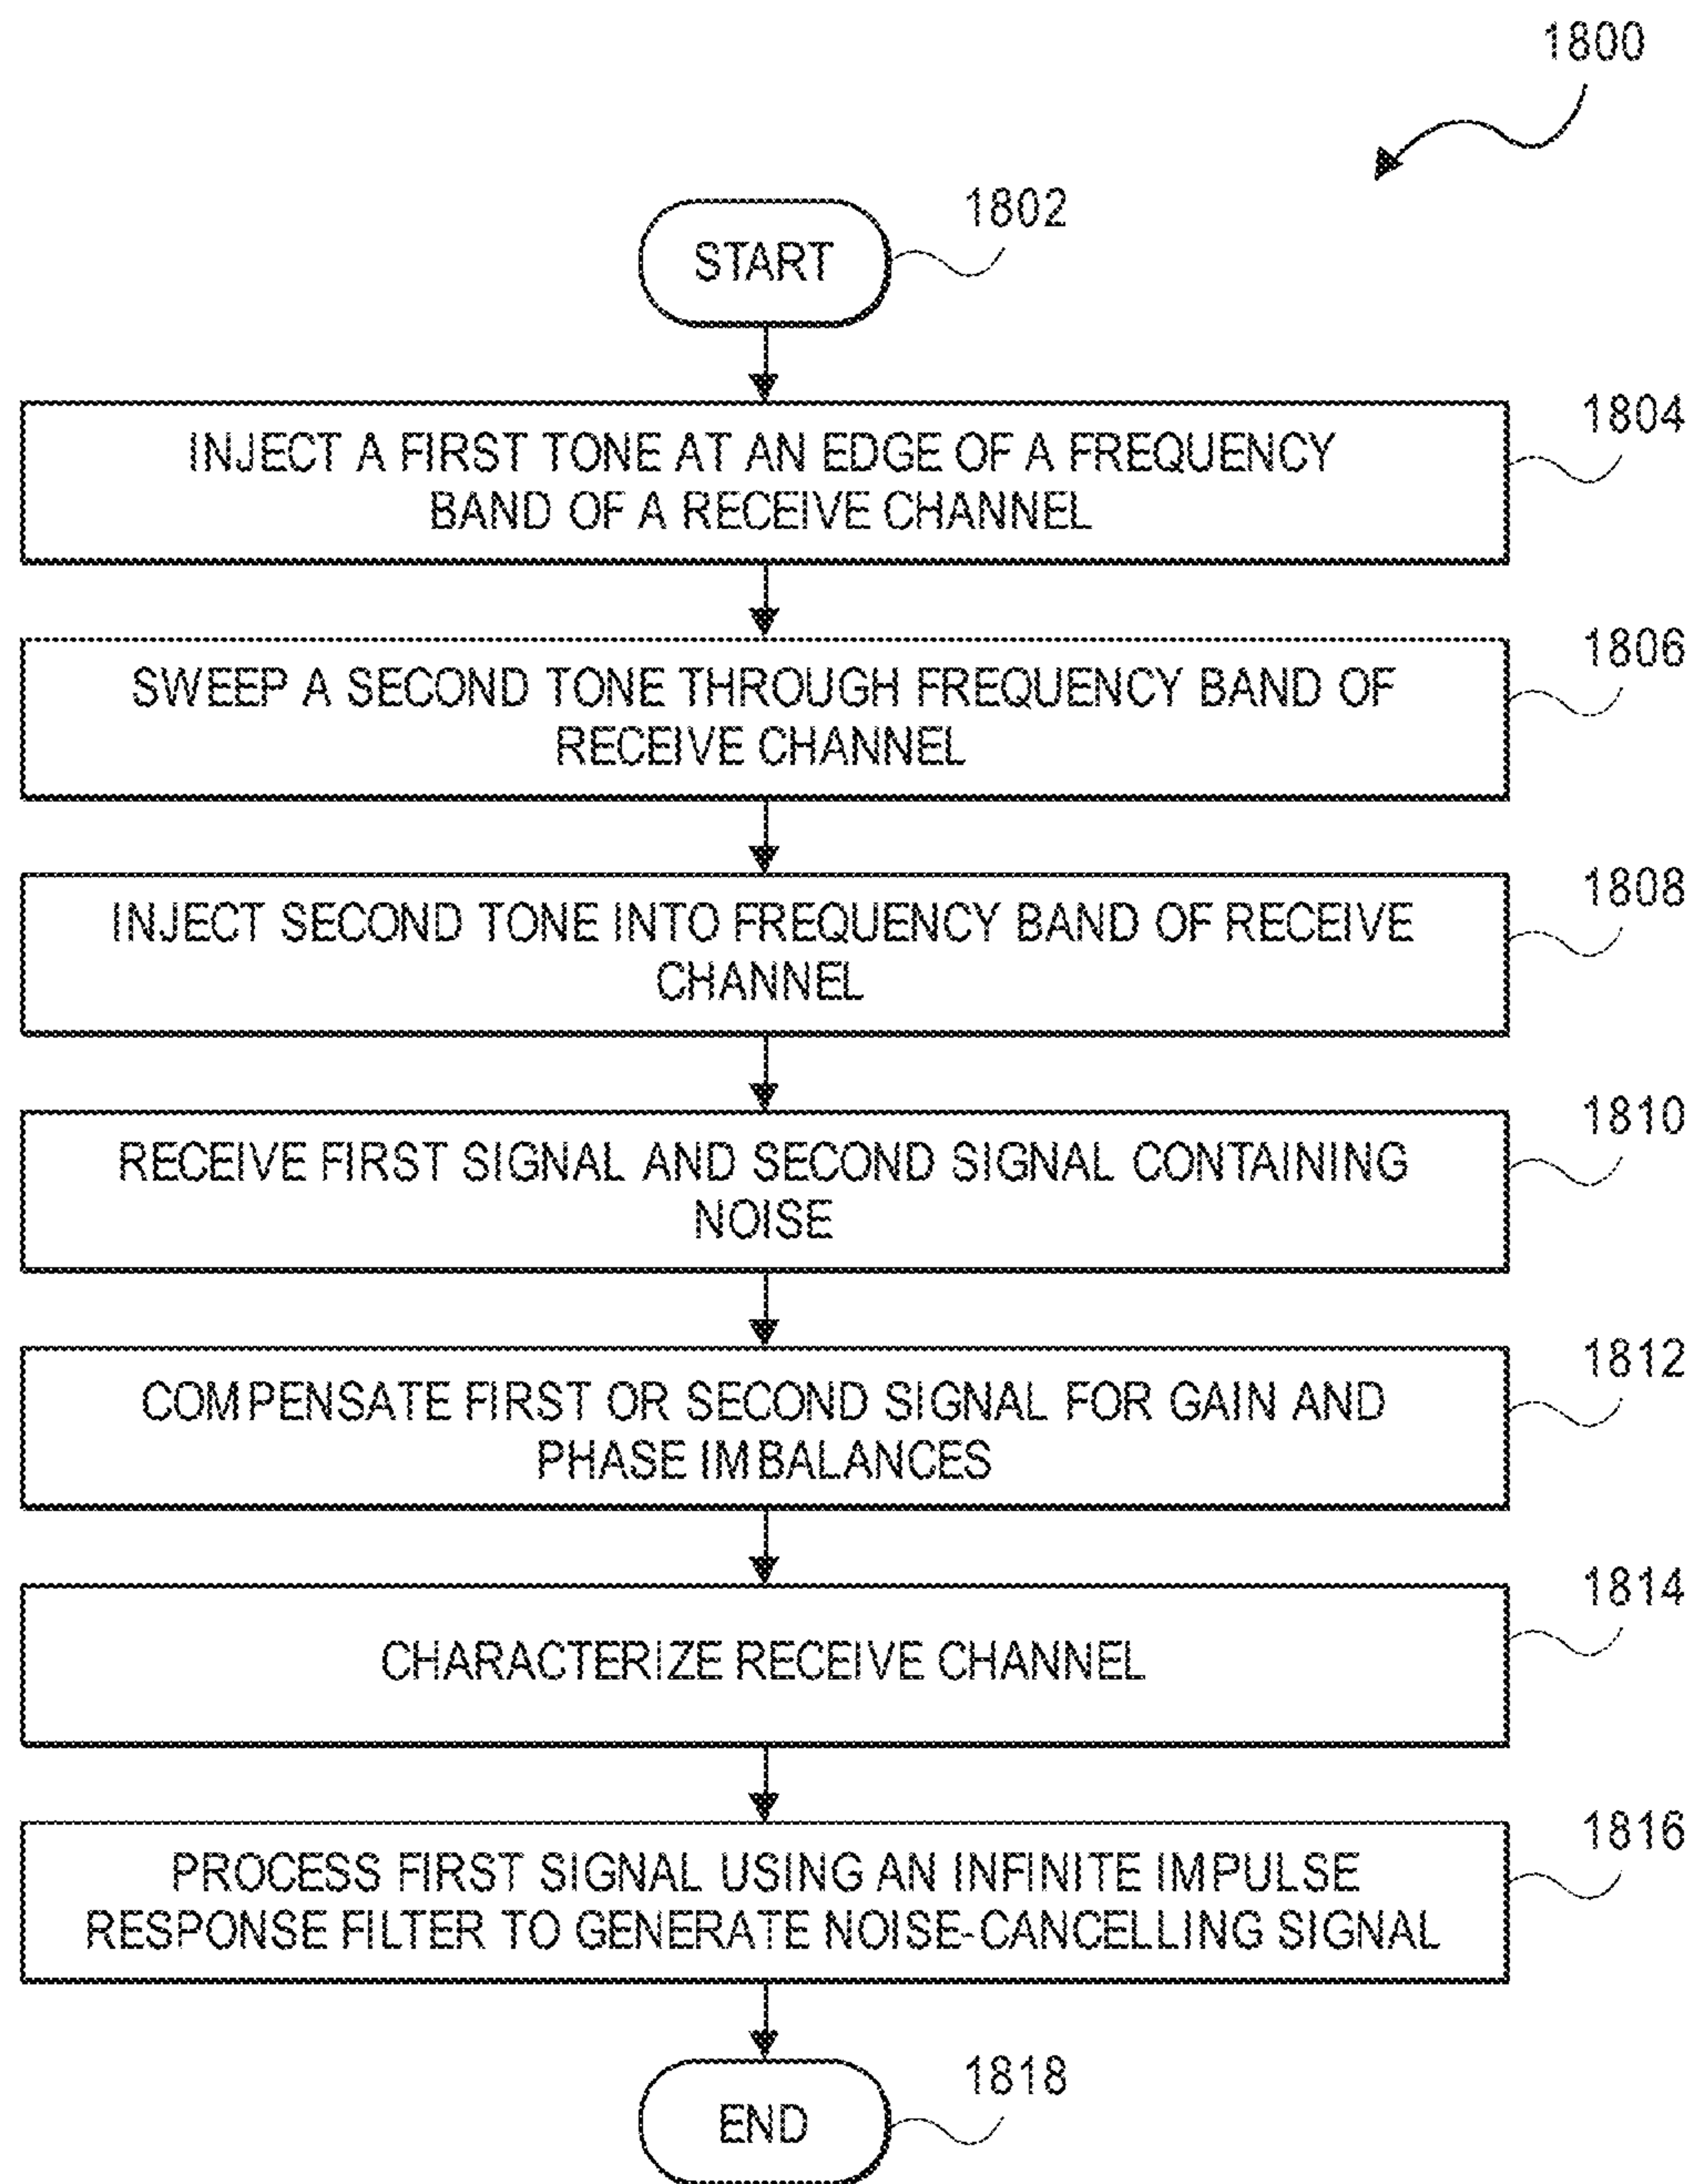 1800
START
1802
INJECT A FIRST TONE AT AN EDGE OF A FREQUENCY
BAND OF A RECEIVE CHANNEL
1804
SWEEP A SECOND TONE THROUGH FREQUENCY BAND OF
RECEIVE CHANNEL
1806
INJECT SECOND TONE INTO FREQUENCY BAND OF RECEIVE
CHANNEL
1808
RECEIVE FIRST SIGNAL AND SECOND SIGNAL CONTAINING
NOISE
1810
COMPENSATE FIRST OR SECOND SIGNAL FOR GAIN AND
PHASE IMBALANCES
1812
CHARACTERIZE RECEIVE CHANNEL
1814
PROCESS FIRST SIGNAL USING AN INFINITE IMPULSE
RESPONSE FILTER TO GENERATE NOISE-CANCELLING SIGNAL
1816
END
1818